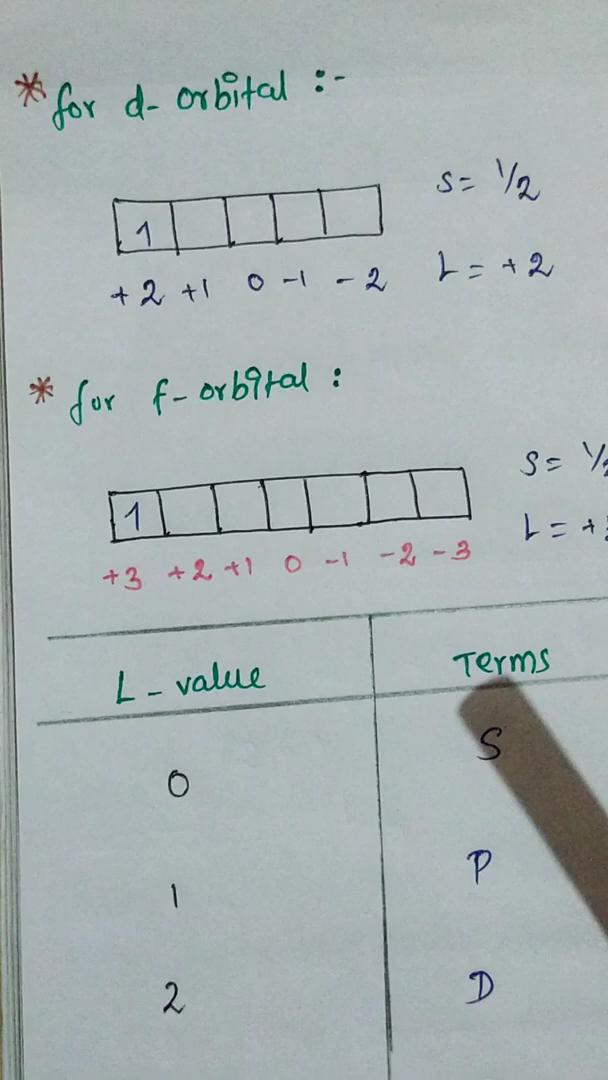 * for d- orbital :-
1
S= 1/2
+2 +1 0 -1 -2
L = +2
* for f- orbital :
S=
1
L = +
+3 +2 +1 0 -1 -2 -3
L- value Terms
0 S
1 P
2 D